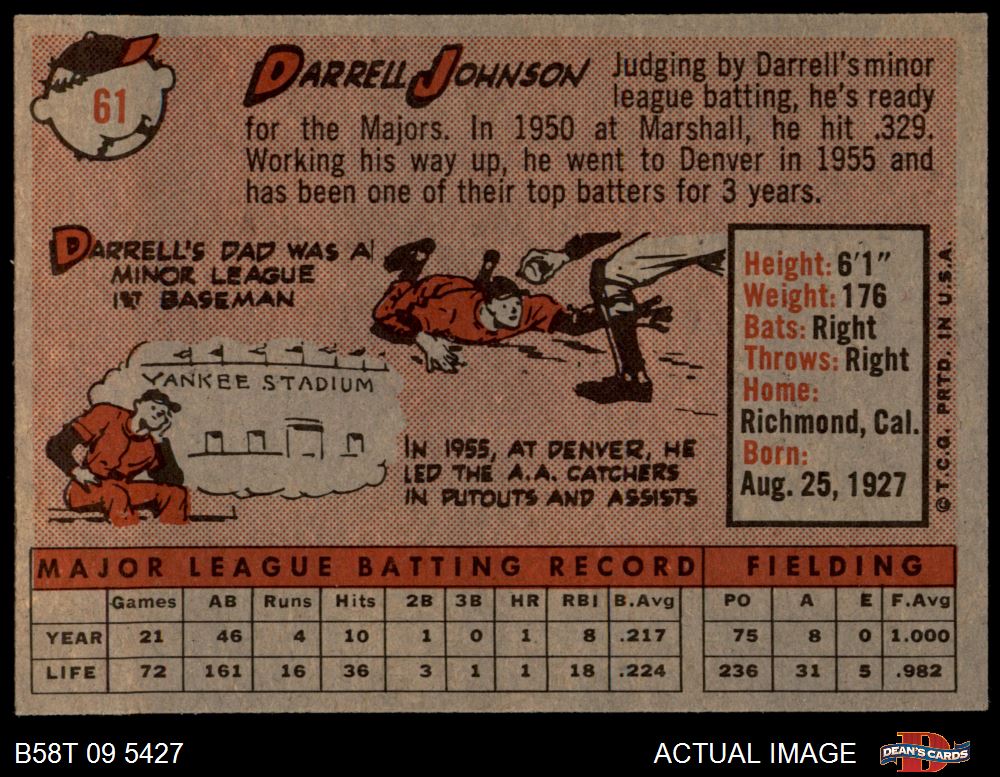 61
DARRELL JOHNSON
Judging by Darrell's minor
league batting, he's ready
for the Majors. In 1950 at Marshall, he hit .329.
Working his way up, he went to Denver in 1955 and
has been one of their top batters for 3 years.
DARRELL'S DAD WAS A
MINOR LEAGUE
1ST BASEMAN
YANKEE STADIUM
IN 1955, AT DENVER, HE
LED THE A.A. CATCHERS
IN PUTOUTS AND ASSISTS
Height: 6'1"
Weight: 176
Bats: Right
Throws: Right
Home:
Richmond, Cal.
Born:
Aug. 25, 1927
© T.C.G. PRTD. IN U.S.A.
MAJOR LEAGUE BATTING RECORD FIELDING
Games AB Runs Hits 2B 3B HR RBI B.Avg PO A E F.Avg
YEAR 21 46 4 10 1 0 1 8 .217 75 8 0 1.000
LIFE 72 161 16 36 3 1 1 18 .224 236 31 5 .982
B58T 09 5427 ACTUAL IMAGE DEAN'S CARDS